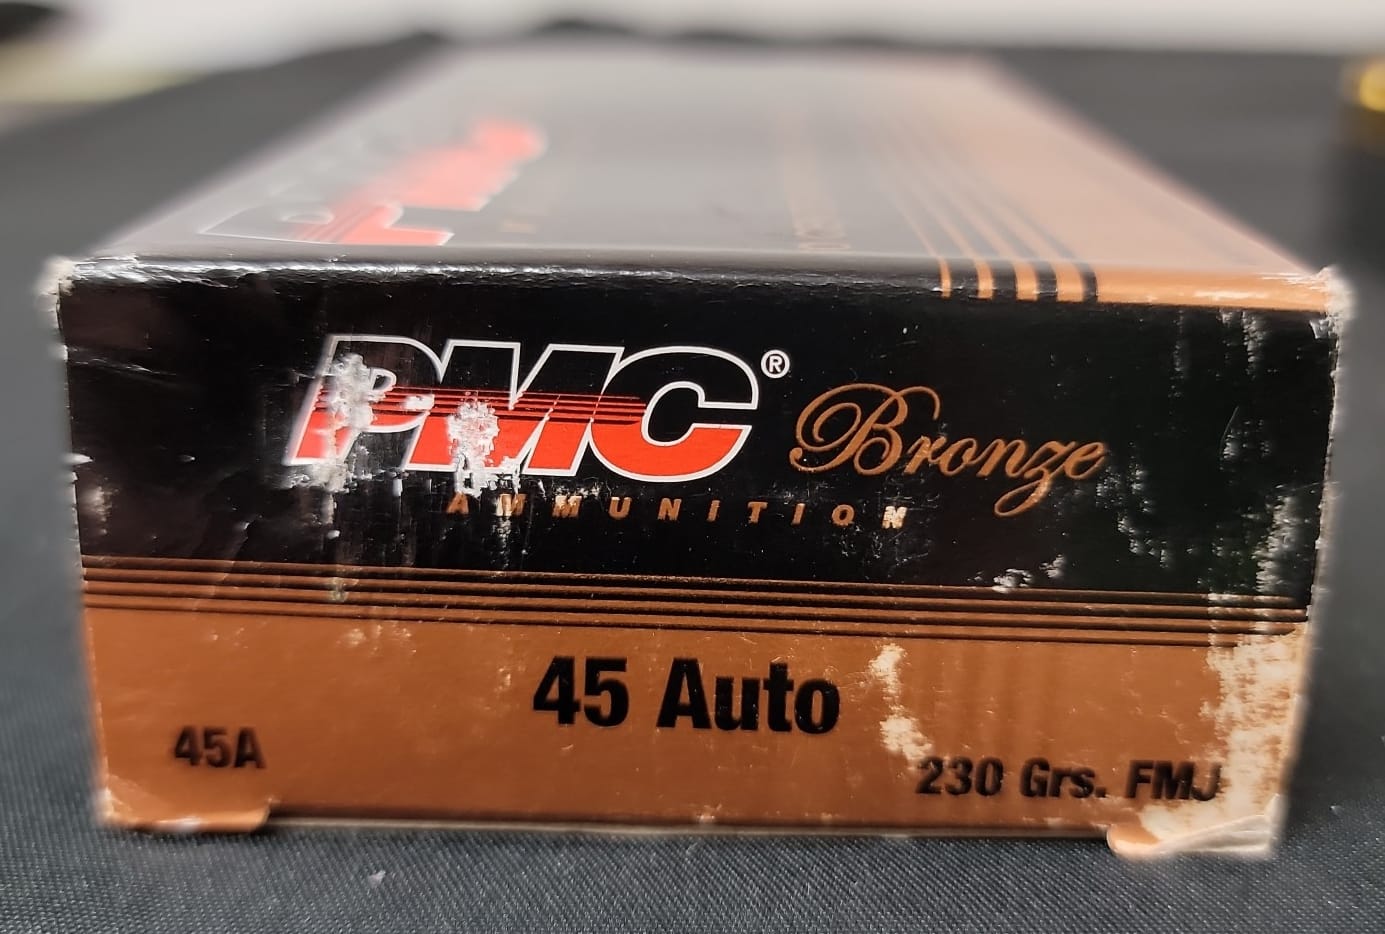 PMC® Bronze
AMMUNITION
45 Auto
45A
230 Grs. FMJ